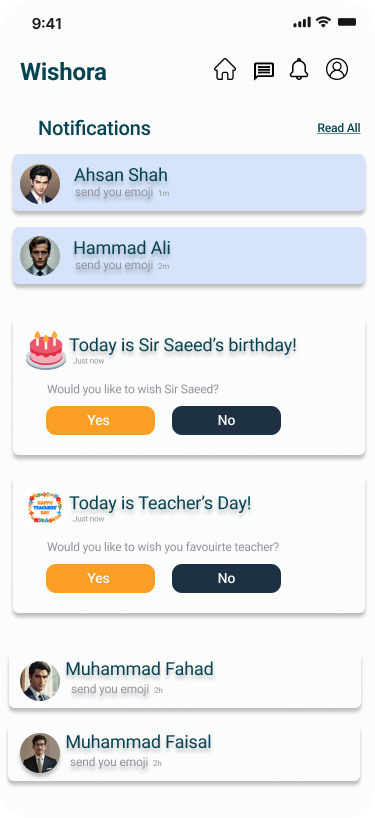 9:41
Wishora
Notifications
Read All
Ahsan Shah
send you emoji 1m
Hammad Ali
send you emoji 2m
Today is Sir Saeed's birthday!
Just now
Would you like to wish Sir Saeed?
Yes No
HAPPY
TEACHERS'
DAY
Today is Teacher's Day!
Just now
Would you like to wish you favouirte teacher?
Yes No
Muhammad Fahad
send you emoji 2h
Muhammad Faisal
send you emoji 2h